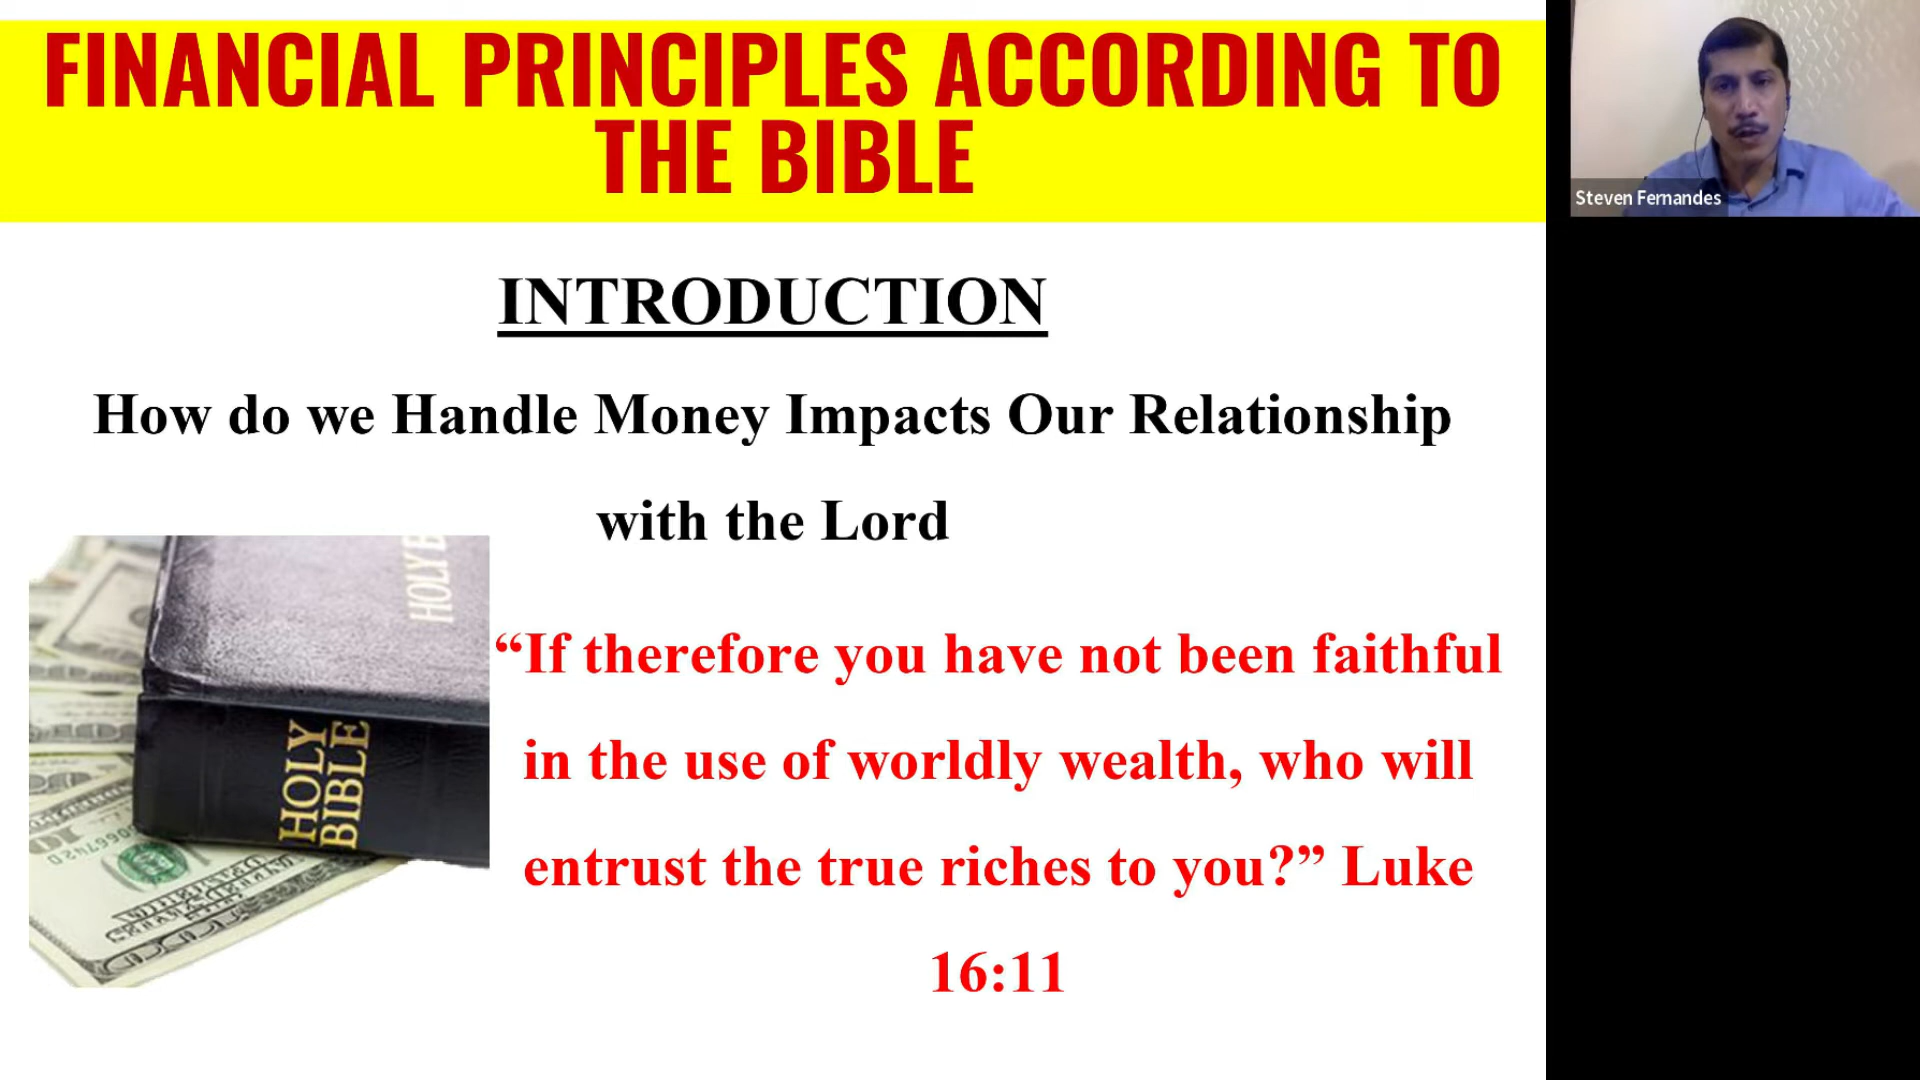 FINANCIAL PRINCIPLES ACCORDING TO
THE BIBLE
Steven Fernandes
INTRODUCTION
How do we Handle Money Impacts Our Relationship
with the Lord
HOLY B
HOLY
BIBLE
“If therefore you have not been faithful
in the use of worldly wealth, who will
entrust the true riches to you?” Luke
16:11